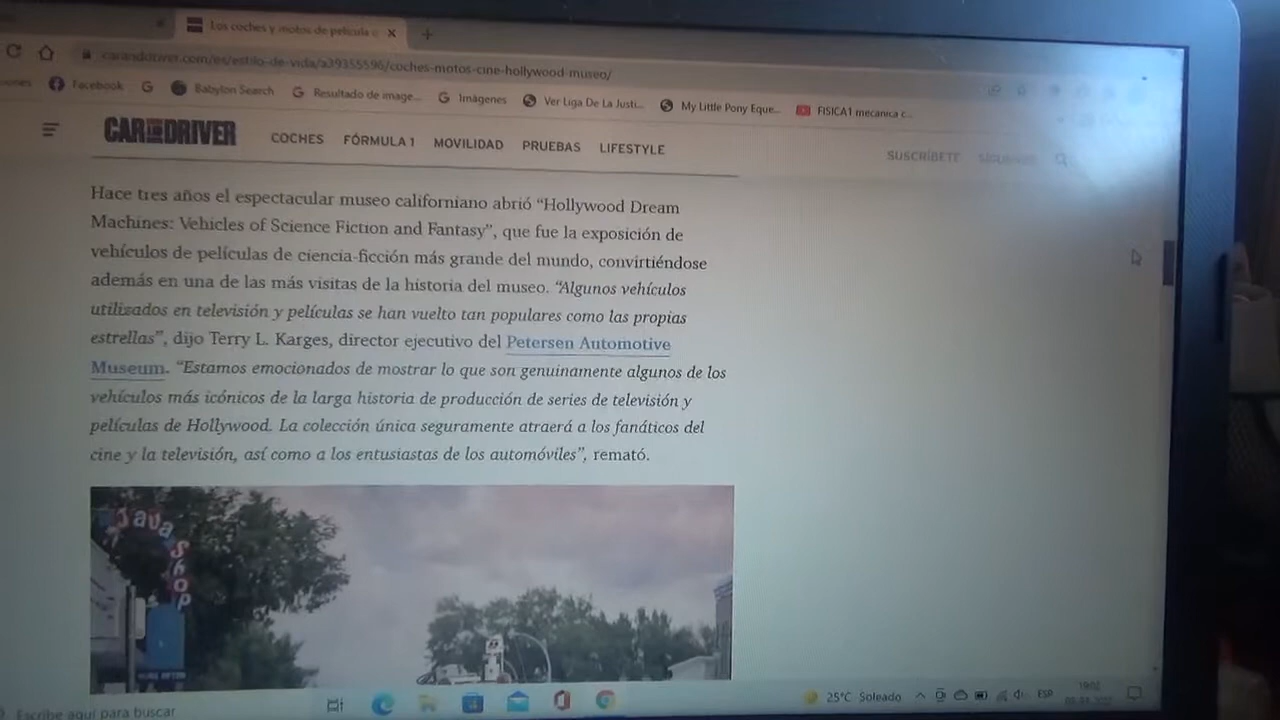 Los coches y motos de película
caranddriver.com/es/estilo-de-vida/a39355596/coches-motos-cine-hollywood-museo/
Facebook
Babylon Search
Resultado de image...
Imágenes
Ver Liga De La Justi...
My Little Pony Eque...
FISICA1 mecanica c...
CAR AND DRIVER
COCHES
FÓRMULA 1
MOVILIDAD
PRUEBAS
LIFESTYLE
SUSCRÍBETE
Hace tres años el espectacular museo californiano abrió “Hollywood Dream
Machines: Vehicles of Science Fiction and Fantasy”, que fue la exposición de
vehículos de películas de ciencia-ficción más grande del mundo, convirtiéndose
además en una de las más visitas de la historia del museo. “Algunos vehículos
utilizados en televisión y películas se han vuelto tan populares como las propias
estrellas”, dijo Terry L. Karges, director ejecutivo del Petersen Automotive
Museum. “Estamos emocionados de mostrar lo que son genuinamente algunos de los
vehículos más icónicos de la larga historia de producción de series de televisión y
películas de Hollywood. La colección única seguramente atraerá a los fanáticos del
cine y la televisión, así como a los entusiastas de los automóviles”, remató.
Java Shop
Escribe aquí para buscar
25°C Soleado
ESP
19:02